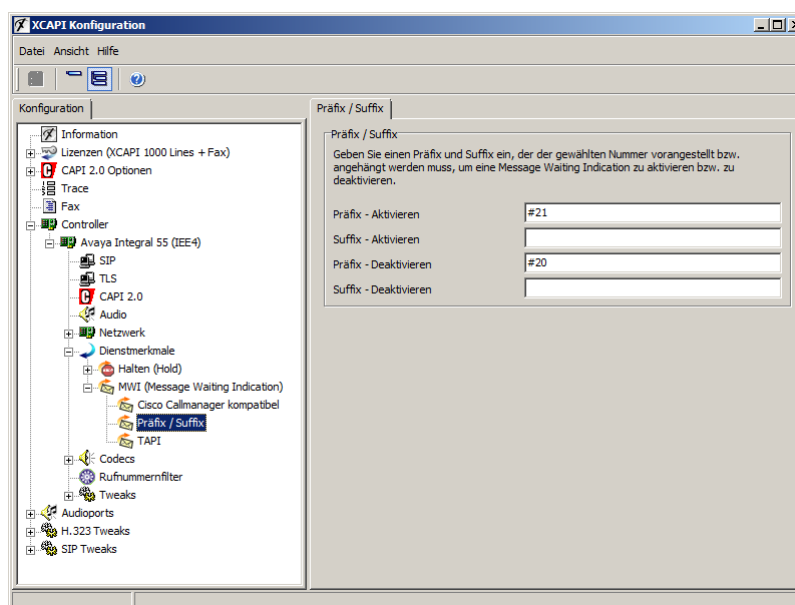 XCAPI Konfiguration
Datei Ansicht Hilfe
Konfiguration
Information
Lizenzen (XCAPI 1000 Lines + Fax)
CAPI 2.0 Optionen
Trace
Fax
Controller
Avaya Integral 55 (IEE4)
SIP
TLS
CAPI 2.0
Audio
Netzwerk
Dienstmerkmale
Halten (Hold)
MWI (Message Waiting Indication)
Cisco Callmanager kompatibel
Präfix / Suffix
TAPI
Codecs
Rufnummernfilter
Tweaks
Audioports
H.323 Tweaks
SIP Tweaks
Präfix / Suffix
Präfix / Suffix
Geben Sie einen Präfix und Suffix ein, der der gewählten Nummer vorangestellt bzw.
angehängt werden muss, um eine Message Waiting Indication zu aktivieren bzw. zu
deaktivieren.
Präfix - Aktivieren #21
Suffix - Aktivieren
Präfix - Deaktivieren #20
Suffix - Deaktivieren